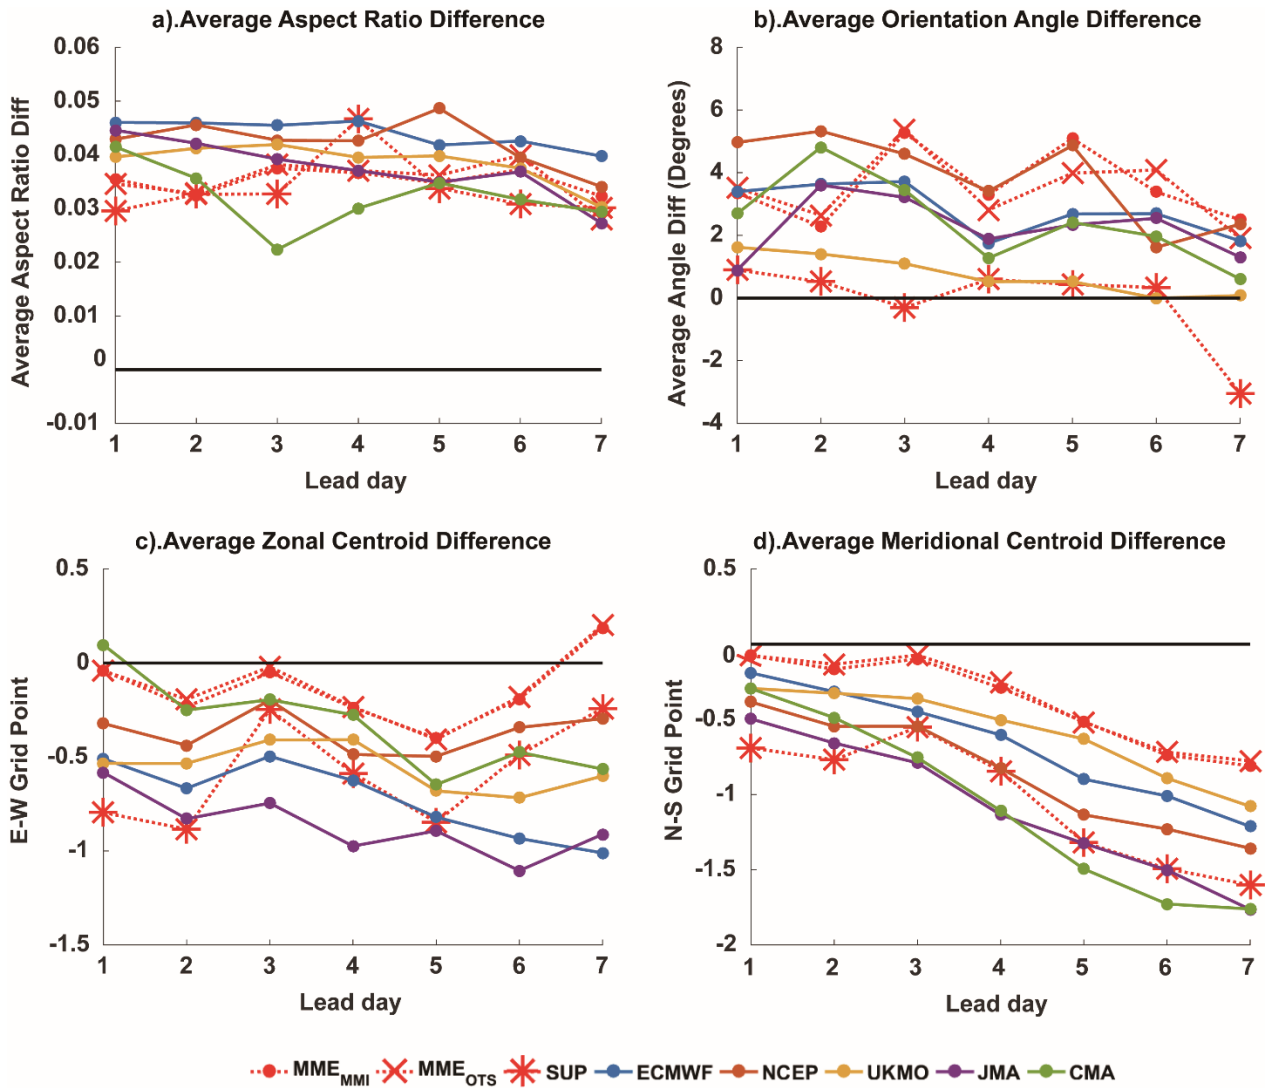 a).Average Aspect Ratio Difference
Average Aspect Ratio Diff
0.06
0.05
0.04
0.03
0.02
0.01
0
-0.01
1 2 3 4 5 6 7
Lead day
b).Average Orientation Angle Difference
Average Angle Diff (Degrees)
8
6
4
2
0
-2
-4
1 2 3 4 5 6 7
Lead day
c).Average Zonal Centroid Difference
E-W Grid Point
0.5
0
-0.5
-1
-1.5
1 2 3 4 5 6 7
Lead day
d).Average Meridional Centroid Difference
N-S Grid Point
0.5
0
-0.5
-1
-1.5
-2
1 2 3 4 5 6 7
Lead day
MME MMI MME OTS SUP ECMWF NCEP UKMO JMA CMA